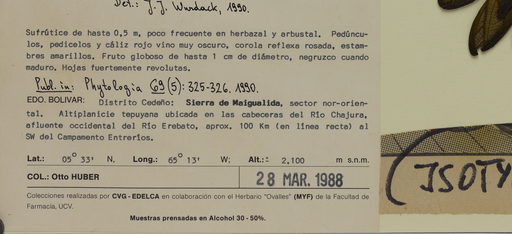 Det.: J.J. Wurdack, 1990.
Sufrútice de hasta 0,5 m, poco frecuente en herbazal y arbustal. Pedúncu-
los, pedicelos y cáliz rojo vino muy oscuro, corola reflexa rosada, estam-
bres amarillos. Fruto globoso de hasta 1 cm de diámetro, negruzco cuando
maduro. Hojas fuertemente revolutas.
Publ. in: Phytologia 69(5): 325-326. 1990.
EDO. BOLIVAR: Distrito Cedeño; Sierra de Maigualida, sector nor-orien-
tal. Altiplanicie tepuyana ubicada en las cabeceras del Río Chajura,
afluente occidental del Río Erebato, aprox. 100 Km (en línea recta) al
SW del Campamento Entreríos.
Lat.: 05° 33' N, Long.: 65° 13' W; Alt.: 2,100 m s.n.m.
COL.: Otto HUBER 28 MAR. 1988
Colecciones realizadas por CVG - EDELCA en colaboración con el Herbario "Ovalles" (MYF) de la Facultad de
Farmacia, UCV.
Muestras prensadas en Alcohol 30 - 50%.
(ISOTY